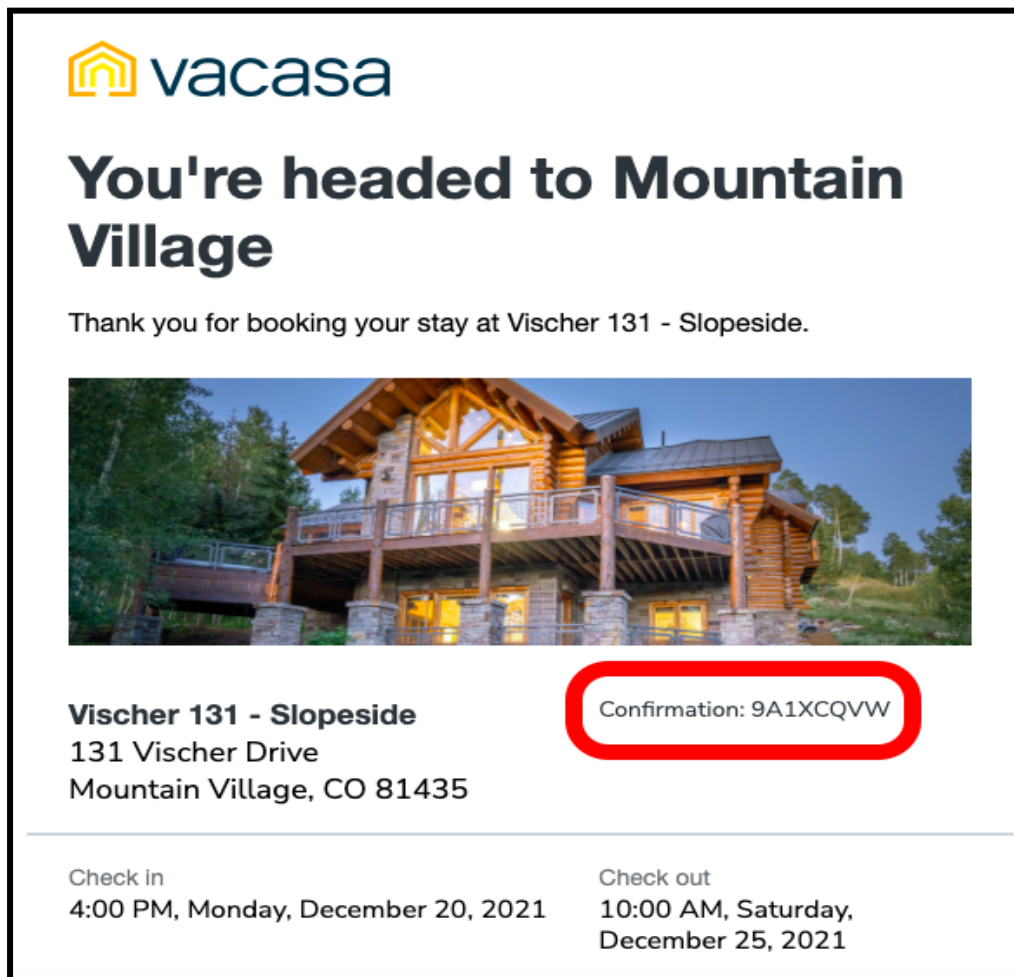 vacasa
You're headed to Mountain
Village
Thank you for booking your stay at Vischer 131 - Slopeside.
Vischer 131 - Slopeside
131 Vischer Drive
Mountain Village, CO 81435
Confirmation: 9A1XCQVW
Check in
4:00 PM, Monday, December 20, 2021
Check out
10:00 AM, Saturday,
December 25, 2021